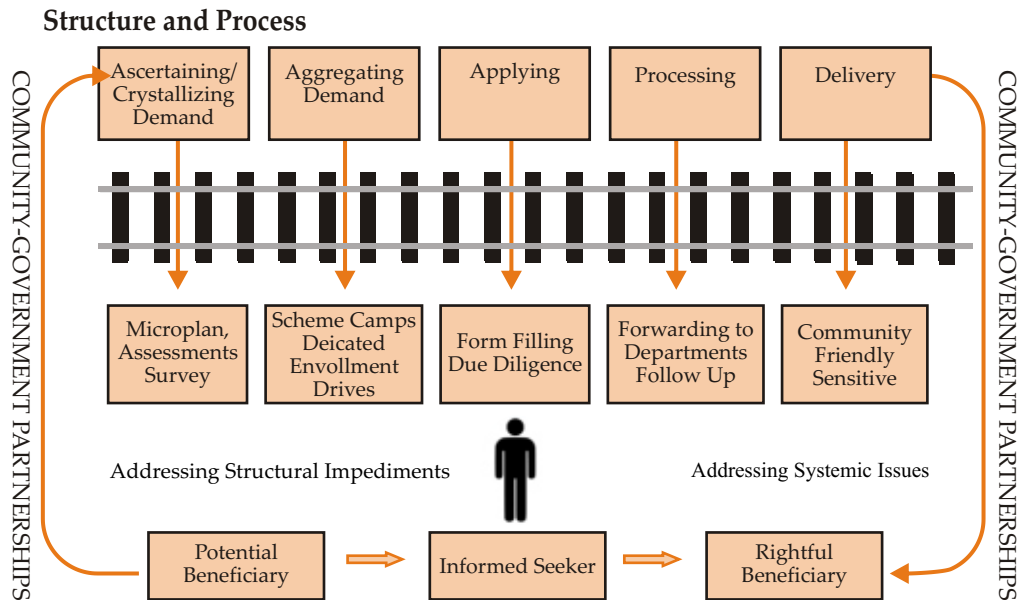 Structure and Process
Ascertaining/
Crystallizing
Demand
Aggregating
Demand
Applying
Processing
Delivery
COMMUNITY-GOVERNMENT PARTNERSHIPS
COMMUNITY-GOVERNMENT PARTNERSHIPS
Microplan,
Assessments
Survey
Scheme Camps
Deicated
Envollment
Drives
Form Filling
Due Diligence
Forwarding to
Departments
Follow Up
Community
Friendly
Sensitive
Addressing Structural Impediments
Addressing Systemic Issues
Potential
Beneficiary
Informed Seeker
Rightful
Beneficiary